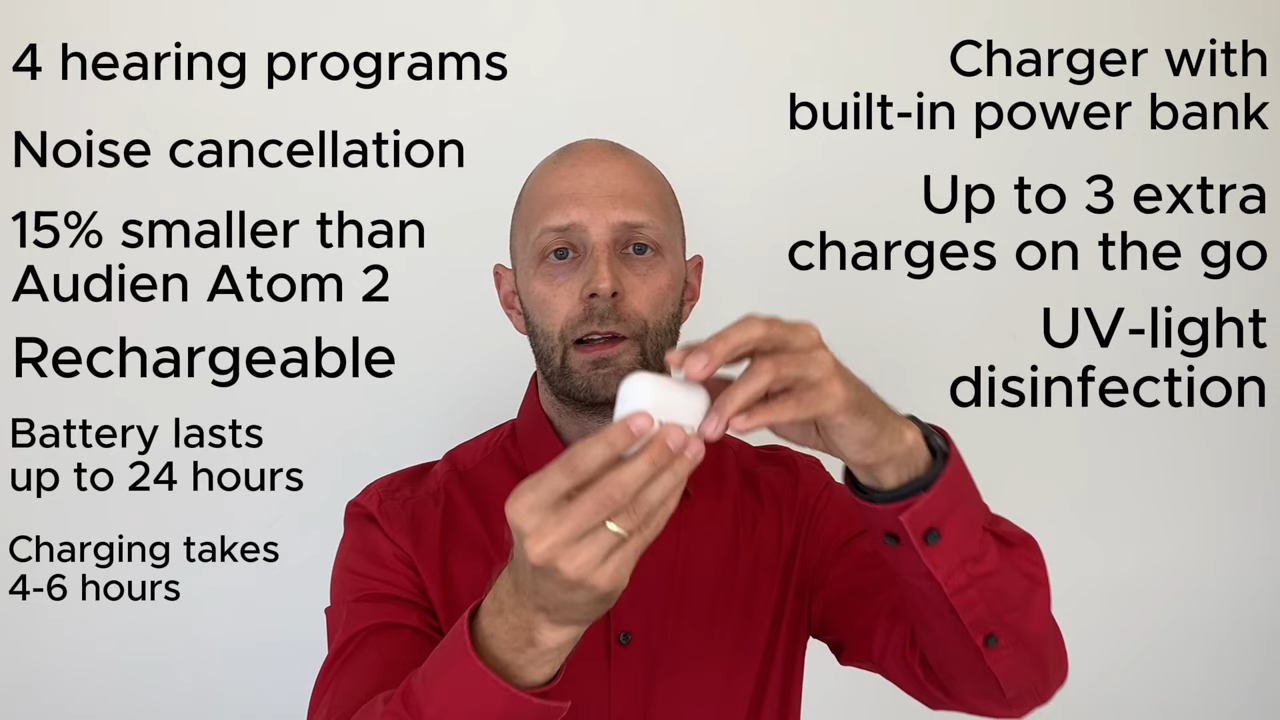 4 hearing programs
Noise cancellation
15% smaller than
Audien Atom 2
Rechargeable
Battery lasts
up to 24 hours
Charging takes
4-6 hours
Charger with
built-in power bank
Up to 3 extra
charges on the go
UV-light
disinfection